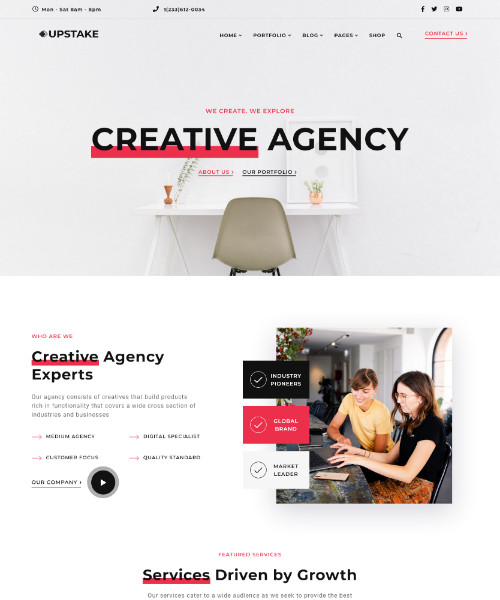 Mon - Sat 8am - 6pm
1(233)612-0034
UPSTAKE
HOME
PORTFOLIO
BLOG
PAGES
SHOP
CONTACT US
WE CREATE. WE EXPLORE
CREATIVE AGENCY
ABOUT US
OUR PORTFOLIO
WHO ARE WE
Creative Agency
Experts
Our agency consists of creatives that build products
rich in functionality that covers a wide cross section of
industries and businesses
MEDIUM AGENCY
DIGITAL SPECIALIST
CUSTOMER FOCUS
QUALITY STANDARD
OUR COMPANY
INDUSTRY
PIONEERS
GLOBAL
BRAND
MARKET
LEADER
FEATURED SERVICES
Services Driven by Growth
Our services cater to a wide audience as we seek to provide the best